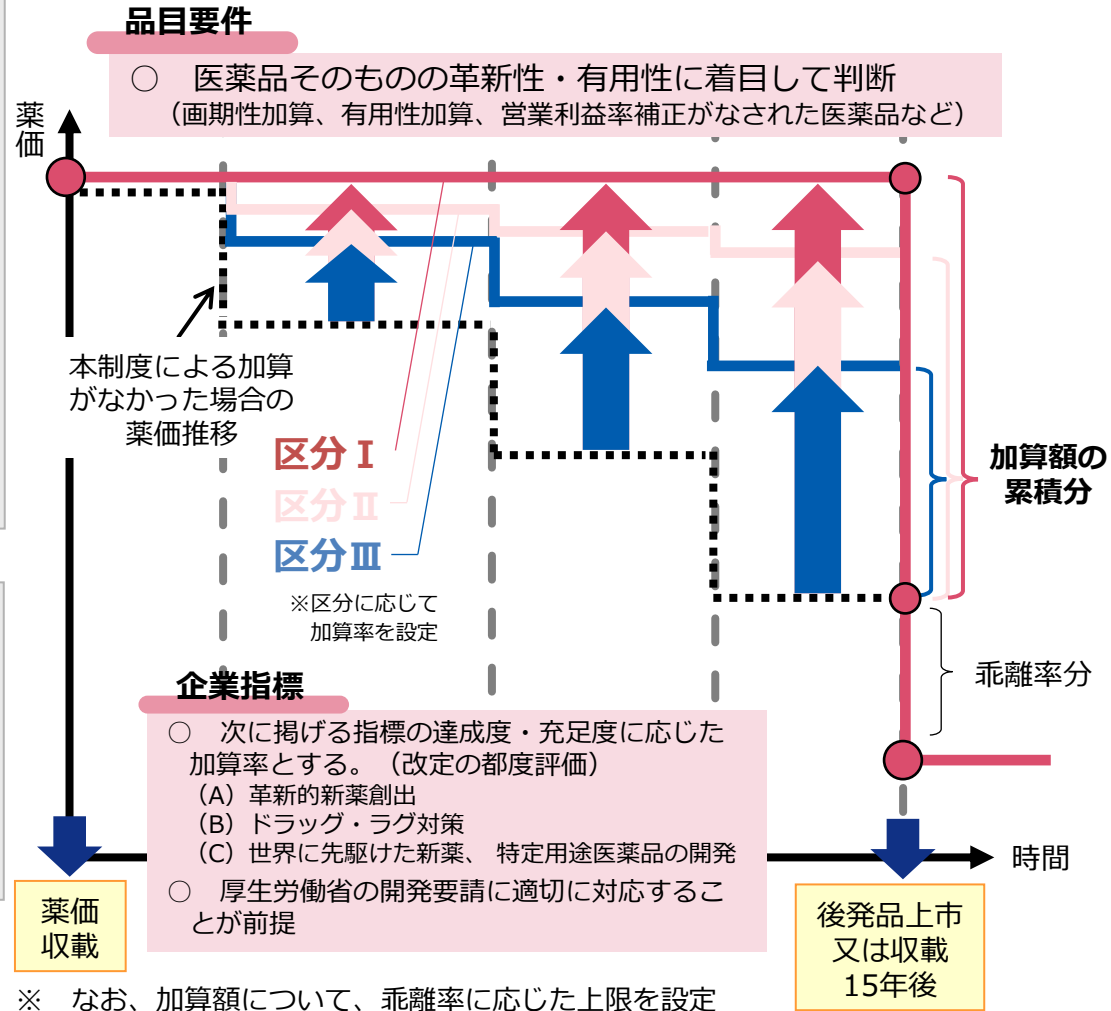 品目要件
○　医薬品そのものの革新性・有用性に着目して判断
（画期性加算、有用性加算、営業利益率補正がなされた医薬品など）
薬価
本制度による加算
がなかった場合の
薬価推移
区分Ⅰ
区分Ⅱ
区分Ⅲ
※区分に応じて
加算率を設定
加算額の
累積分
乖離率分
企業指標
○　次に掲げる指標の達成度・充足度に応じた
加算率とする。（改定の都度評価）
（A）革新的新薬創出
（B）ドラッグ・ラグ対策
（C）世界に先駆けた新薬、 特定用途医薬品の開発
○　厚生労働省の開発要請に適切に対応するこ
とが前提
時間
薬価
収載
後発品上市
又は収載
15年後
※　なお、加算額について、乖離率に応じた上限を設定